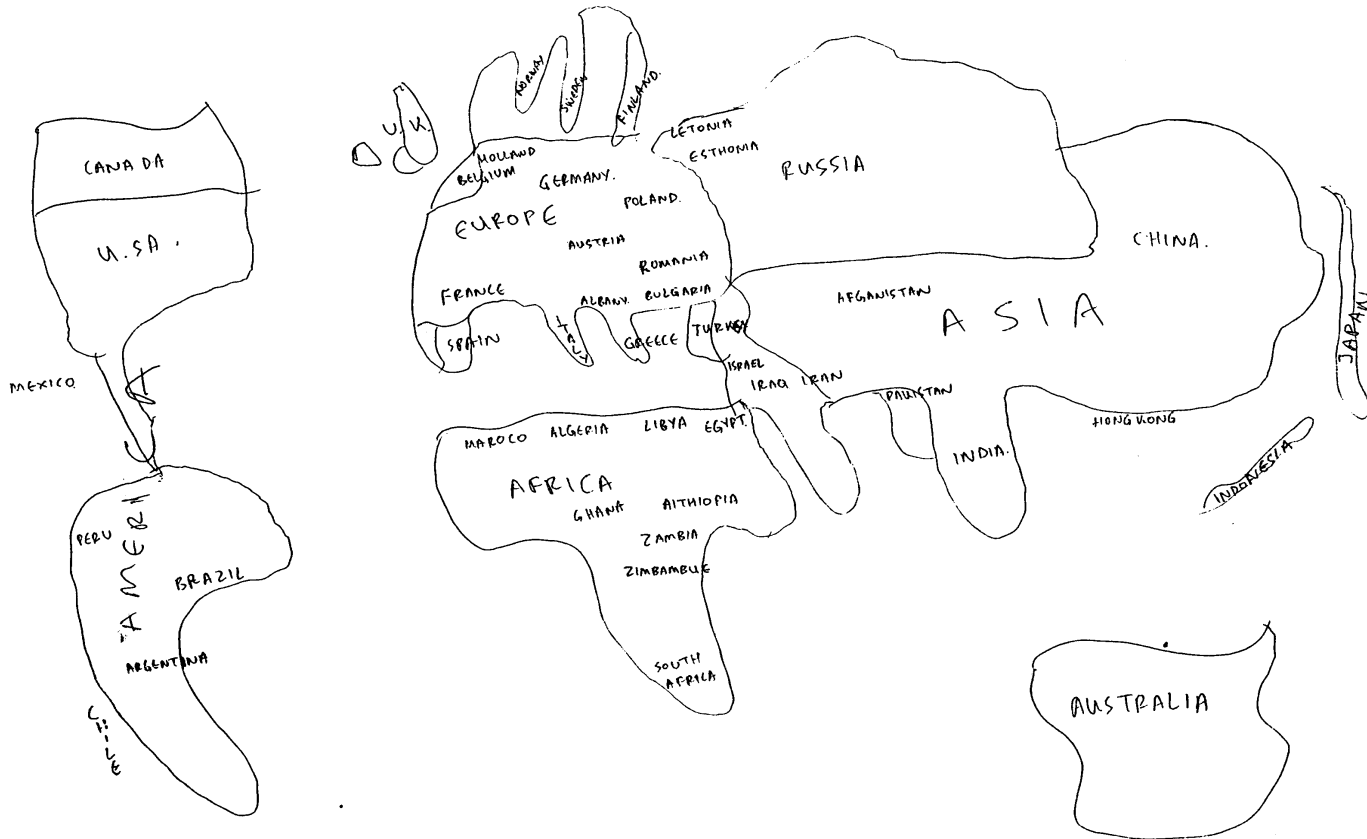 CANADA
U.SA.
MEXICO
AMERICA
PERU
BRAZIL
ARGENTINA
CHILE
U.K.
NORWAY
SWEDEN
FINLAND.
HOLLAND
BELGIUM
GERMANY.
POLAND.
EUROPE
AUSTRIA
ROMANIA
FRANCE
ALBANY.
BULGARIA
SPAIN
ITALY
GREECE
TURKEY
LETONIA
ESTHONIA
RUSSIA
CHINA.
AFGANISTAN
ASIA
ISRAEL
IRAQ IRAN
PAKISTAN
INDIA.
HONG KONG
JAPAN
INDONESIA
MAROCO
ALGERIA
LIBYA
EGYPT.
AFRICA
GHANA
AITHIOPIA
ZAMBIA
ZIMBAMBUE
SOUTH
AFRICA
AUSTRALIA